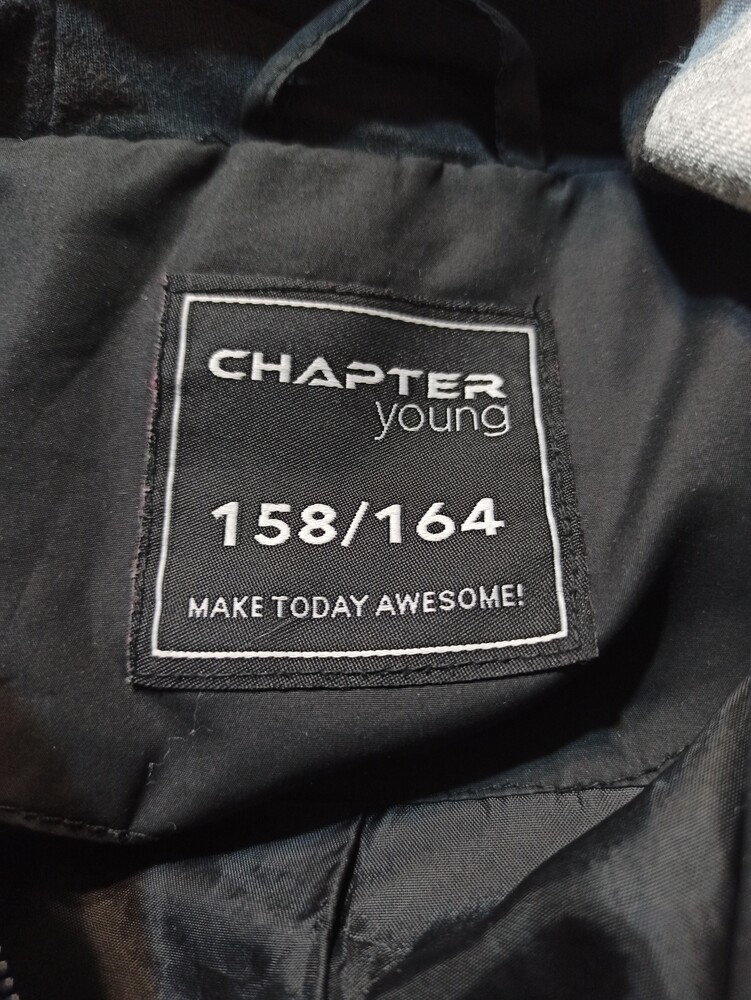 CHAPTER
young
158/164
MAKE TODAY AWESOME!